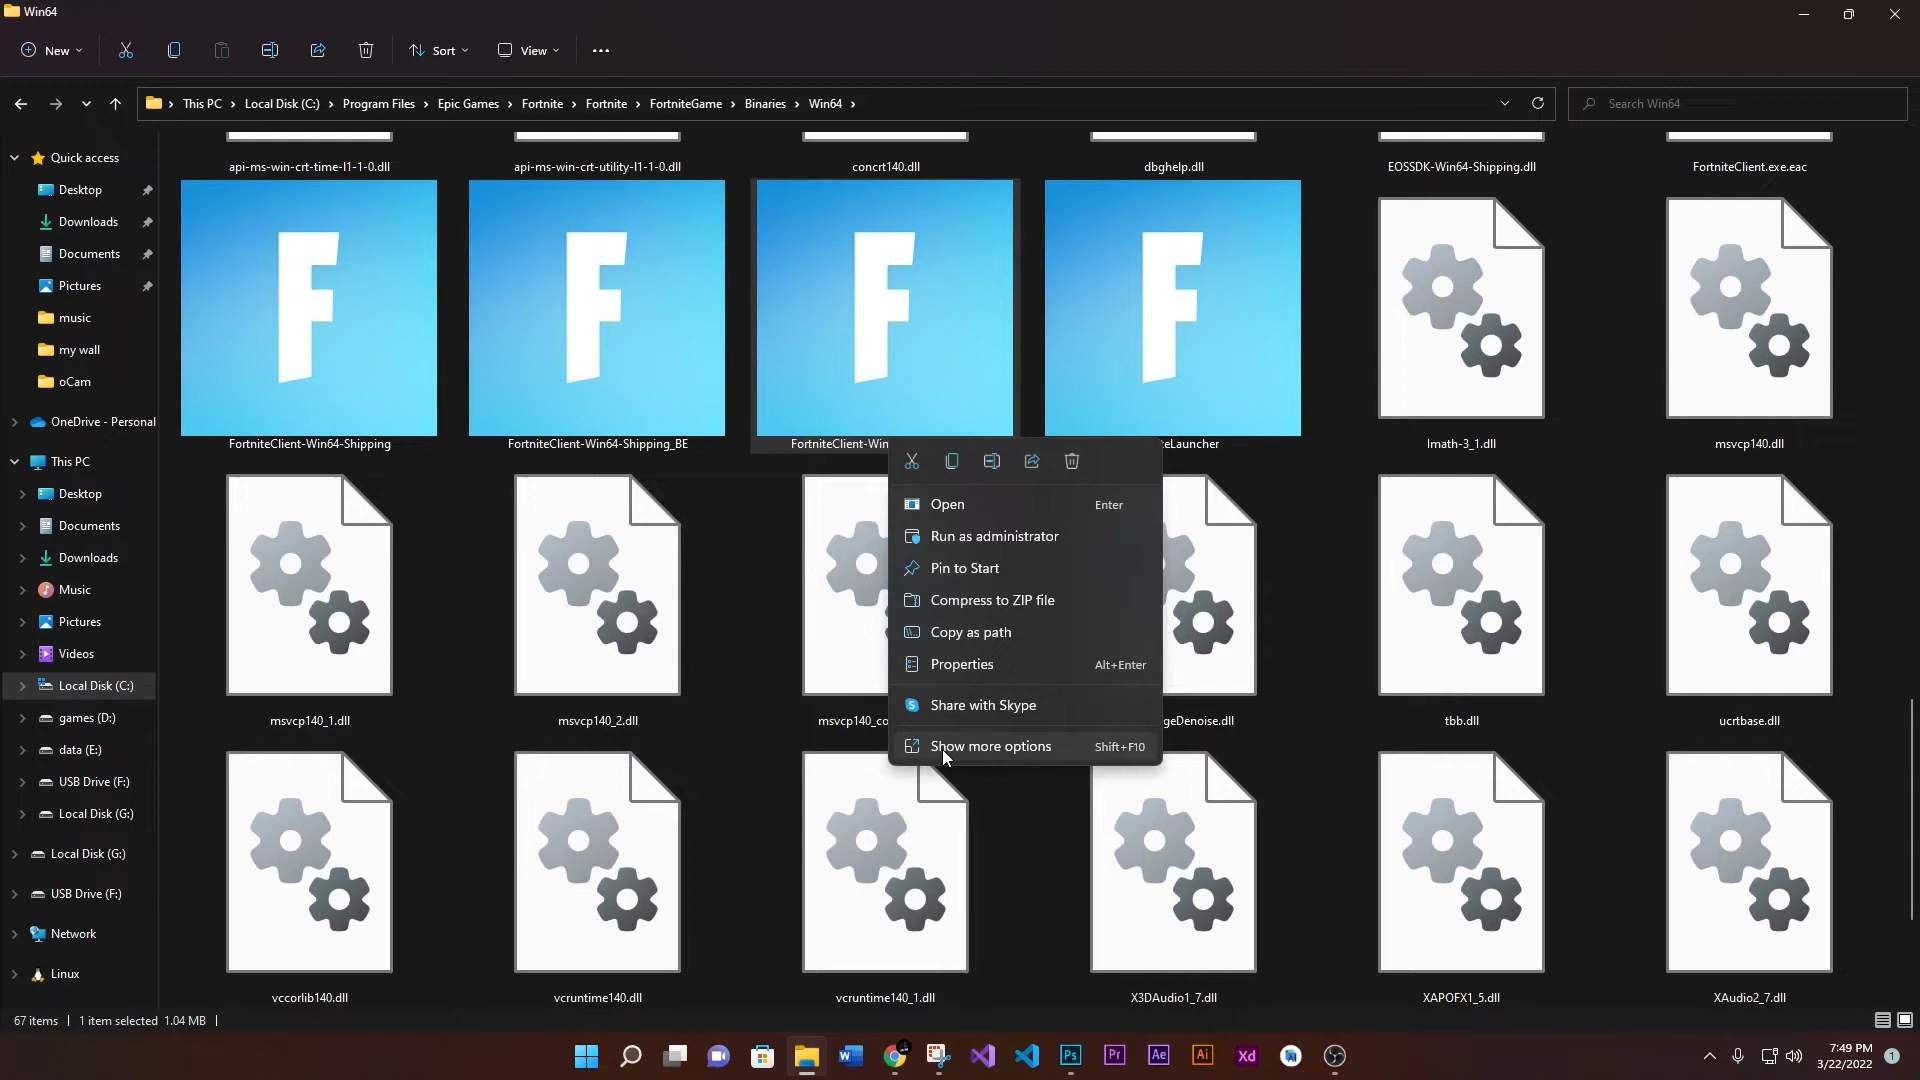 Win64
New
Sort
View
This PC
Local Disk (C:)
Program Files
Epic Games
Fortnite
Fortnite
FortniteGame
Binaries
Win64
Search Win64
Quick access
Desktop
Downloads
Documents
Pictures
music
my wall
oCam
OneDrive - Personal
This PC
Desktop
Documents
Downloads
Music
Pictures
Videos
Local Disk (C:)
games (D:)
data (E:)
USB Drive (F:)
Local Disk (G:)
Local Disk (G:)
USB Drive (F:)
Network
Linux
api-ms-win-crt-time-l1-1-0.dll
api-ms-win-crt-utility-l1-1-0.dll
concrt140.dll
dbghelp.dll
EOSSDK-Win64-Shipping.dll
FortniteClient.exe.eac
F
F
F
F
FortniteClient-Win64-Shipping
FortniteClient-Win64-Shipping_BE
FortniteClient-Win
teLauncher
Imath-3_1.dll
msvcp140.dll
Open Enter
Run as administrator
Pin to Start
Compress to ZIP file
Copy as path
Properties Alt+Enter
Share with Skype
Show more options Shift+F10
msvcp140_1.dll
msvcp140_2.dll
msvcp140_co
geDenoise.dll
tbb.dll
ucrtbase.dll
vccorlib140.dll
vcruntime140.dll
vcruntime140_1.dll
X3DAudio1_7.dll
XAPOFX1_5.dll
XAudio2_7.dll
67 items
1 item selected 1.04 MB
W
Ps
Pr
Ae
Ai
Xd
7:49 PM
3/22/2022
1